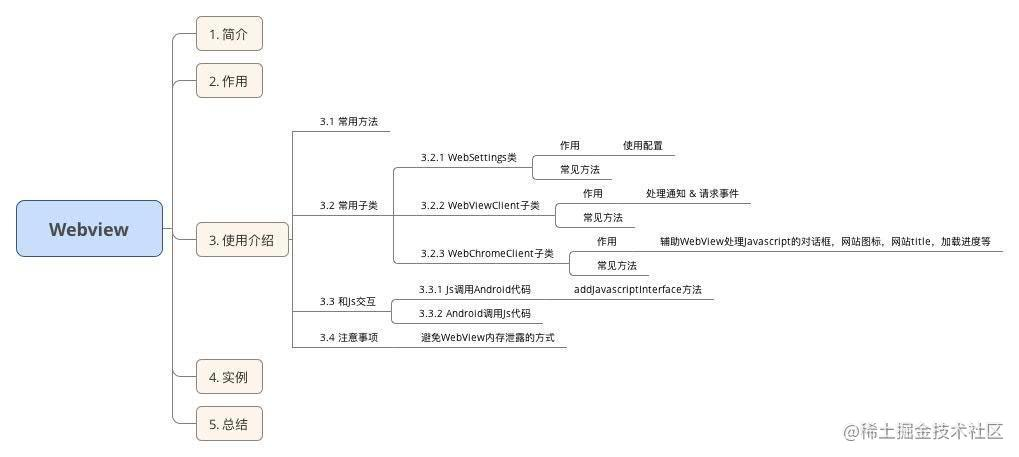 Webview
1. 简介
2. 作用
3. 使用介绍
3.1 常用方法
3.2 常用子类
3.2.1 WebSettings类
作用
使用配置
常见方法
3.2.2 WebViewClient子类
作用
处理通知 & 请求事件
常见方法
3.2.3 WebChromeClient子类
作用
辅助WebView处理Javascript的对话框，网站图标，网站title，加载进度等
常见方法
3.3 和Js交互
3.3.1 Js调用Android代码
addJavascriptInterface方法
3.3.2 Android调用Js代码
3.4 注意事项
避免WebView内存泄露的方式
4. 实例
5. 总结
@稀土掘金技术社区